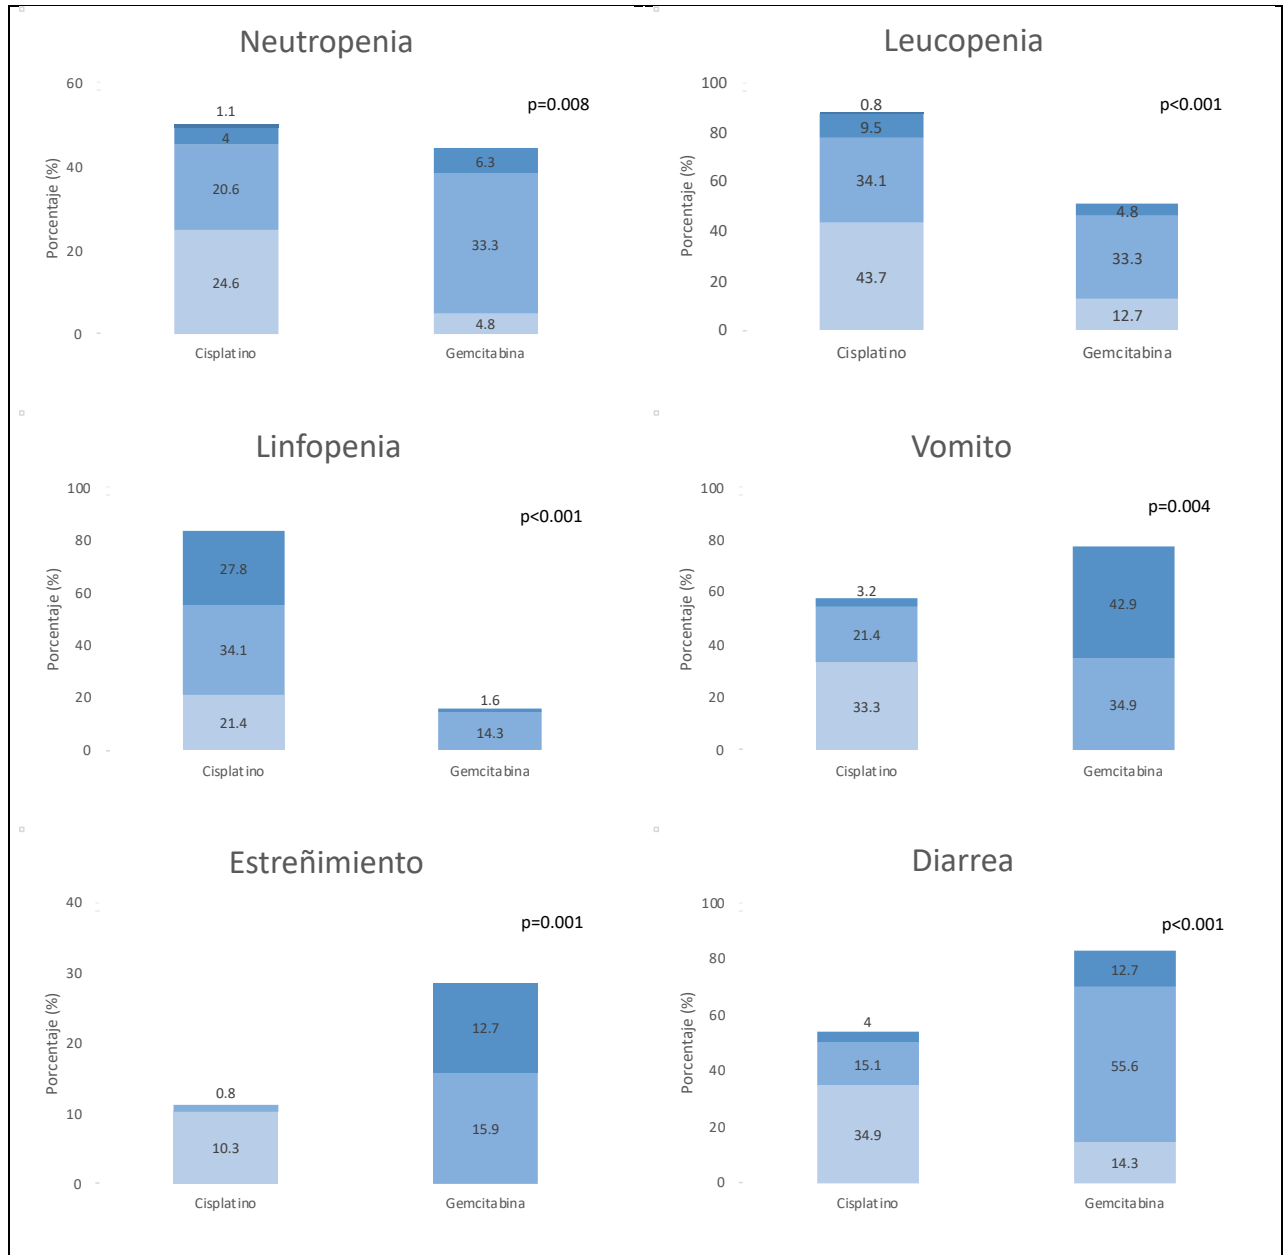 Neutropenia
p=0.008
Porcentaje (%)
60
40
20
0
1.1
4
20.6
24.6
6.3
33.3
4.8
Cisplatino
Gemcitabina
Leucopenia
p<0.001
Porcentaje (%)
100
80
60
40
20
0
0.8
9.5
34.1
43.7
4.8
33.3
12.7
Cisplatino
Gemcitabina
Linfopenia
p<0.001
Porcentaje (%)
100
80
60
40
20
0
27.8
34.1
21.4
1.6
14.3
Cisplatino
Gemcitabina
Vomito
p=0.004
Porcentaje (%)
100
80
60
40
20
0
3.2
21.4
33.3
42.9
34.9
Cisplatino
Gemcitabina
Estreñimiento
p=0.001
Porcentaje (%)
40
30
20
10
0
0.8
10.3
12.7
15.9
Cisplatino
Gemcitabina
Diarrea
p<0.001
Porcentaje (%)
100
80
60
40
20
0
4
15.1
34.9
12.7
55.6
14.3
Cisplatino
Gemcitabina